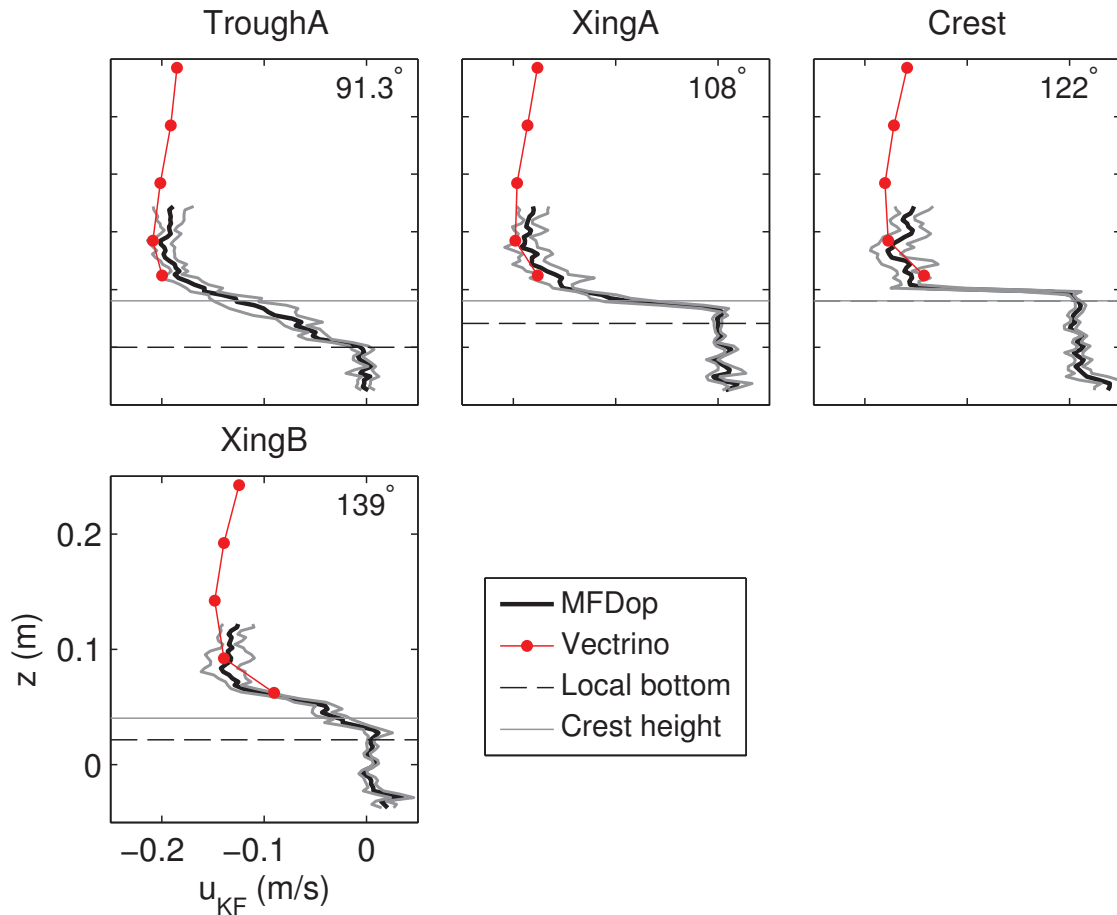 TroughA
XingA
Crest
91.3°
108°
122°
XingB
139°
0.2
0.1
0
z (m)
−0.2
−0.1
0
u_KF (m/s)
MFDop
Vectrino
Local bottom
Crest height